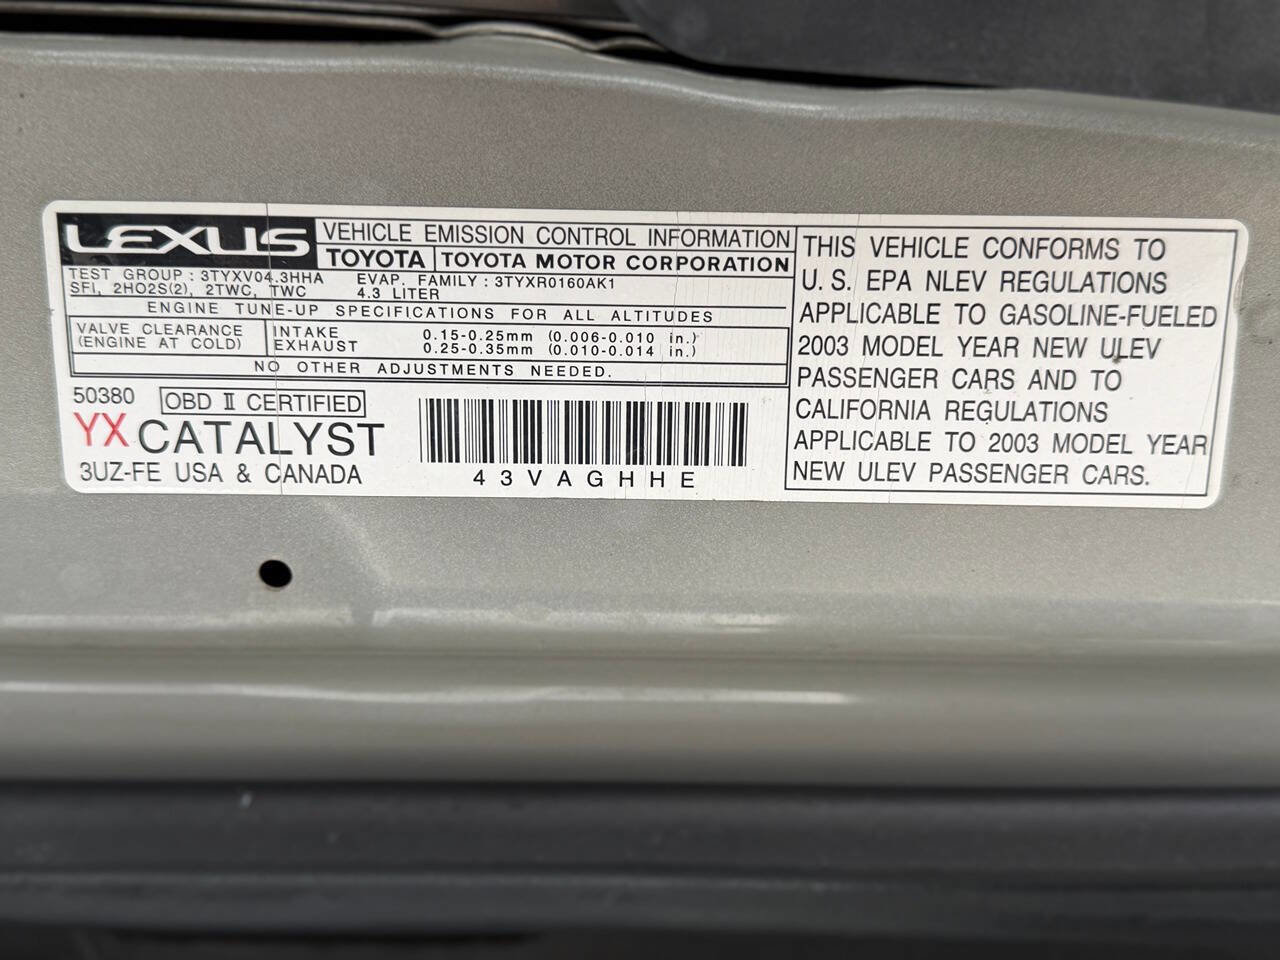 LEXUS
VEHICLE EMISSION CONTROL INFORMATION
TOYOTA TOYOTA MOTOR CORPORATION
TEST GROUP : 3TYXV04.3HHA EVAP. FAMILY : 3TYXR0160AK1
SFI, 2HO2S(2), 2TWC, TWC 4.3 LITER
ENGINE TUNE-UP SPECIFICATIONS FOR ALL ALTITUDES
VALVE CLEARANCE INTAKE 0.15-0.25mm (0.006-0.010 in.)
(ENGINE AT COLD) EXHAUST 0.25-0.35mm (0.010-0.014 in.)
NO OTHER ADJUSTMENTS NEEDED.
50380 OBD II CERTIFIED
YX CATALYST
3UZ-FE USA & CANADA
43VAGHHE
THIS VEHICLE CONFORMS TO
U.S. EPA NLEV REGULATIONS
APPLICABLE TO GASOLINE-FUELED
2003 MODEL YEAR NEW ULEV
PASSENGER CARS AND TO
CALIFORNIA REGULATIONS
APPLICABLE TO 2003 MODEL YEAR
NEW ULEV PASSENGER CARS.